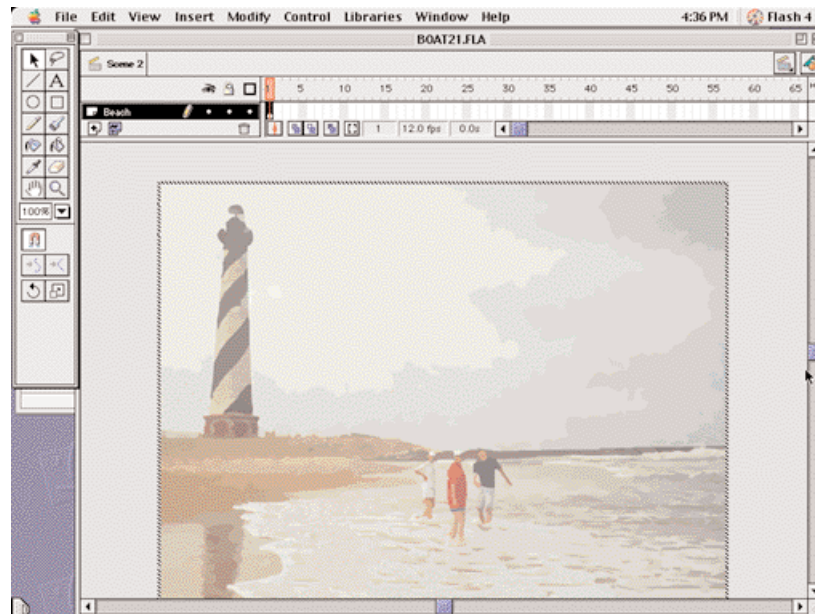 File Edit View Insert Modify Control Libraries Window Help 4:36 PM Flash 4
BOAT21.FLA
Scene 2
5 10 15 20 25 30 35 40 45 50 55 60 65
Beach
1 12.0 fps 0.0s
A
100%